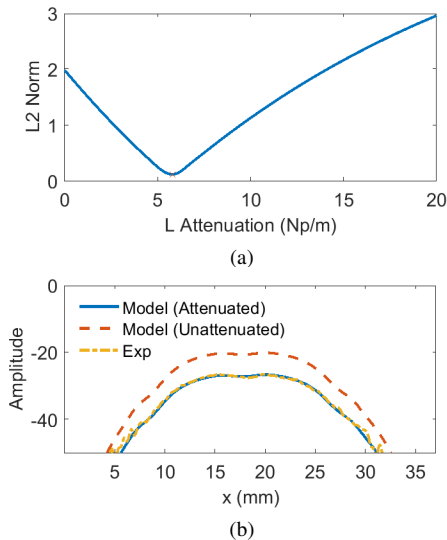 3
2
1
0
L2 Norm
0 5 10 15 20
L Attenuation (Np/m)
(a)
0
-20
-40
Amplitude
Model (Attenuated)
Model (Unattenuated)
Exp
5 10 15 20 25 30 35
x (mm)
(b)